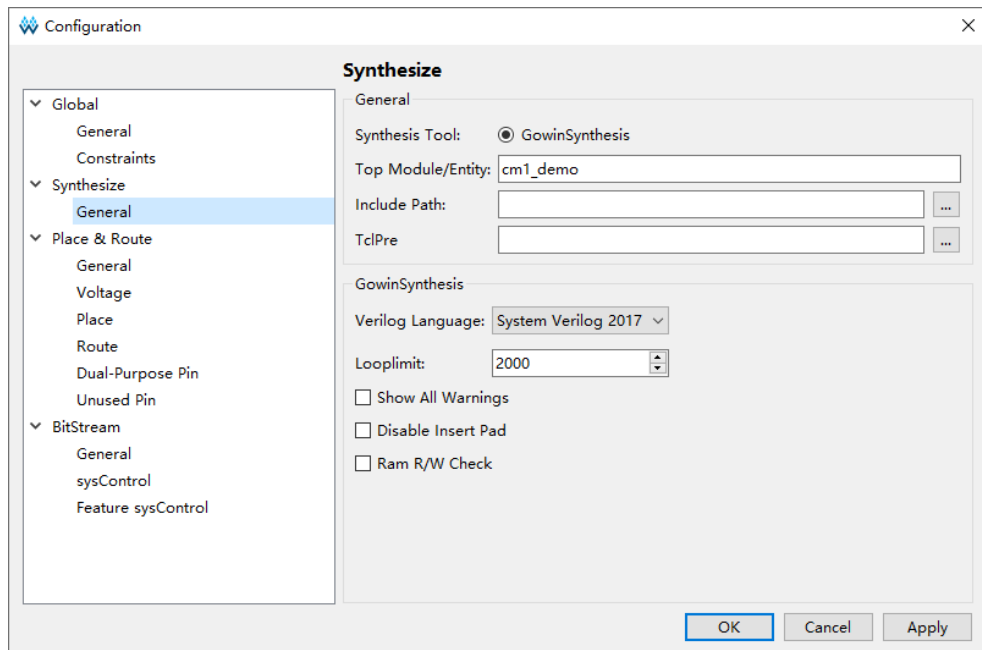 Configuration
Synthesize
Global
General
Constraints
Synthesize
General
Place & Route
General
Voltage
Place
Route
Dual-Purpose Pin
Unused Pin
BitStream
General
sysControl
Feature sysControl
General
Synthesis Tool: GowinSynthesis
Top Module/Entity: cm1_demo
Include Path: ...
TclPre ...
GowinSynthesis
Verilog Language: System Verilog 2017
Looplimit: 2000
Show All Warnings
Disable Insert Pad
Ram R/W Check
OK Cancel Apply